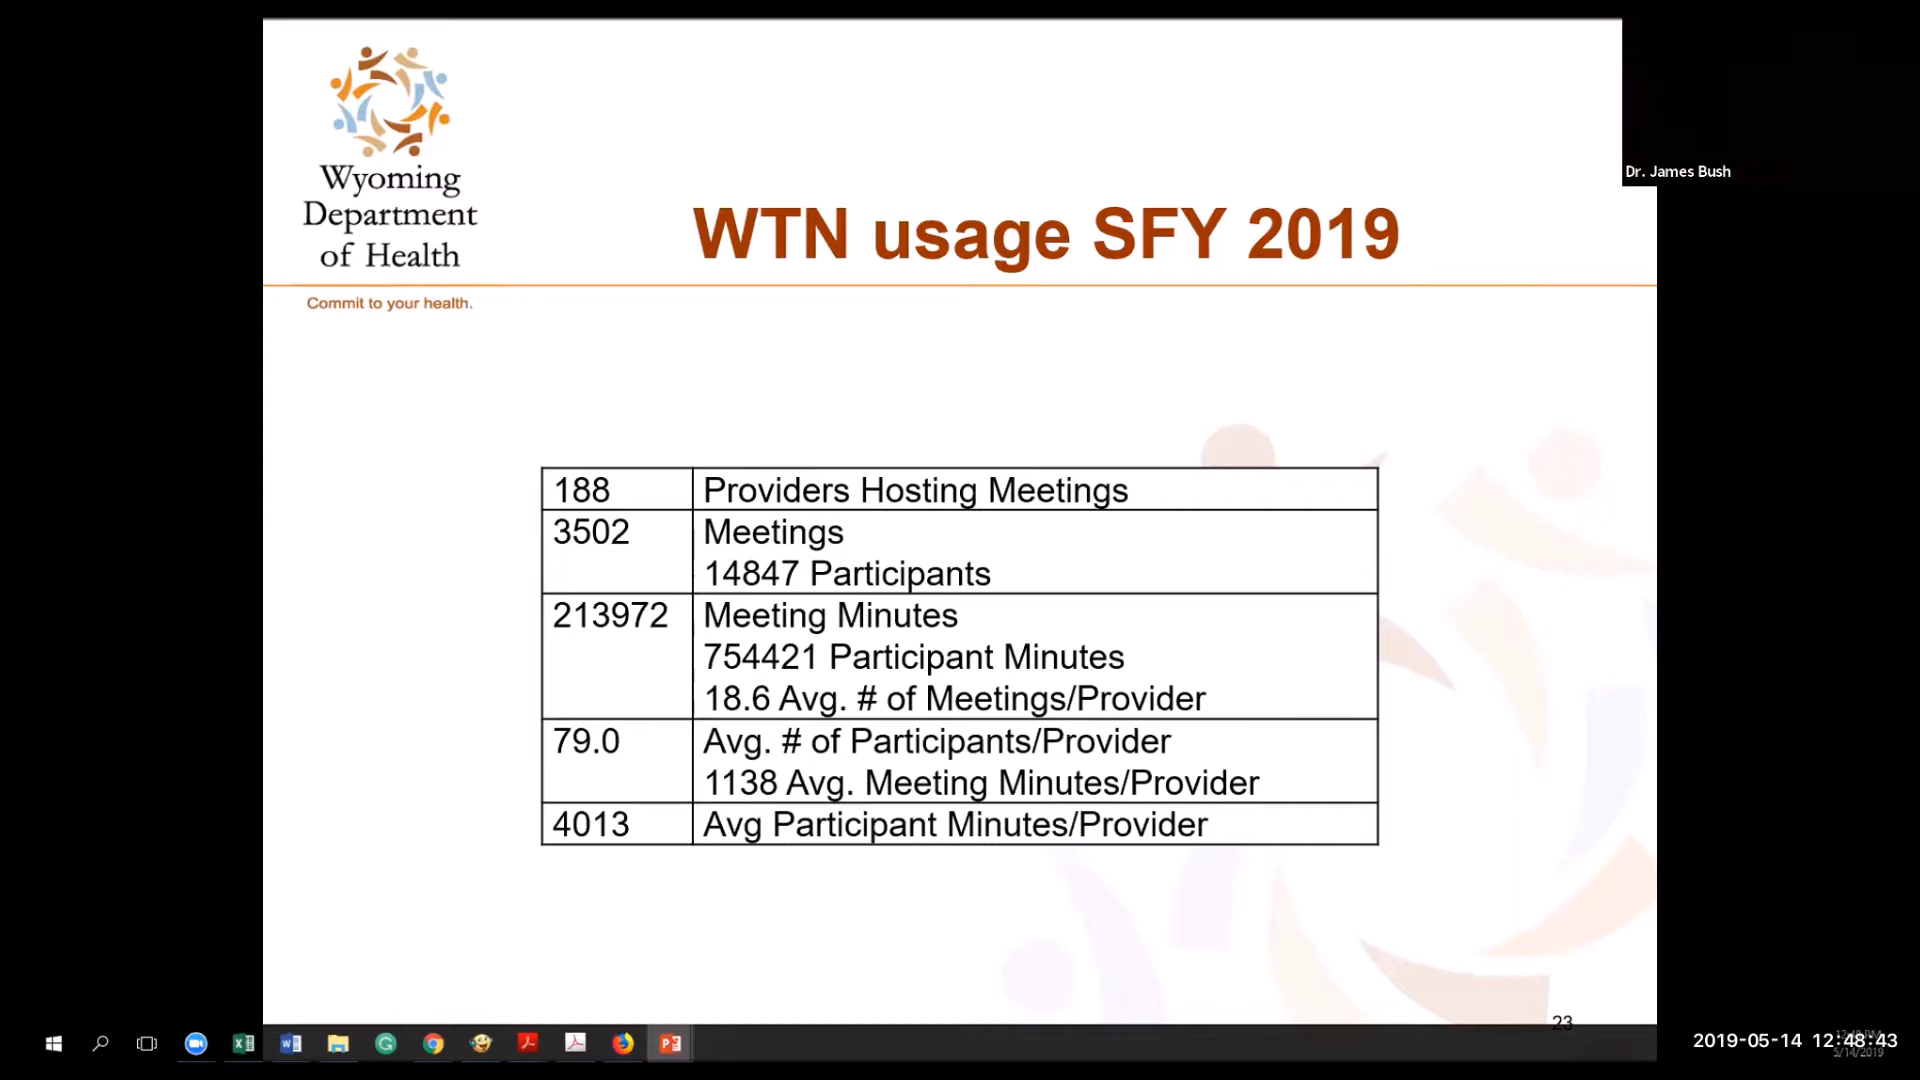 Wyoming
Department
of Health
Commit to your health.
Dr. James Bush
WTN usage SFY 2019
188 Providers Hosting Meetings
3502 Meetings
14847 Participants
213972 Meeting Minutes
754421 Participant Minutes
18.6 Avg. # of Meetings/Provider
79.0 Avg. # of Participants/Provider
1138 Avg. Meeting Minutes/Provider
4013 Avg Participant Minutes/Provider
23
2019-05-14 12:48:43
5/14/2019